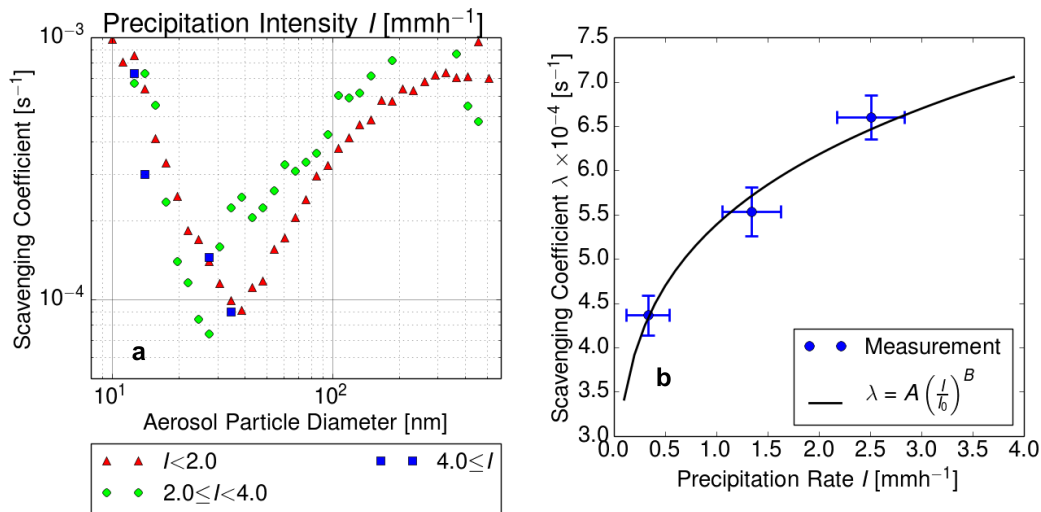 Precipitation Intensity I [mmh⁻¹]
10⁻³
10⁻⁴
Scavenging Coefficient [s⁻¹]
a
10¹
10²
Aerosol Particle Diameter [nm]
I<2.0
2.0≤I<4.0
4.0≤I
7.5
7.0
6.5
6.0
5.5
5.0
4.5
4.0
3.5
3.0
Scavenging Coefficient λ ×10⁻⁴ [s⁻¹]
b
Measurement
λ = A (I/I₀)ᴮ
0.0
0.5
1.0
1.5
2.0
2.5
3.0
3.5
4.0
Precipitation Rate I [mmh⁻¹]